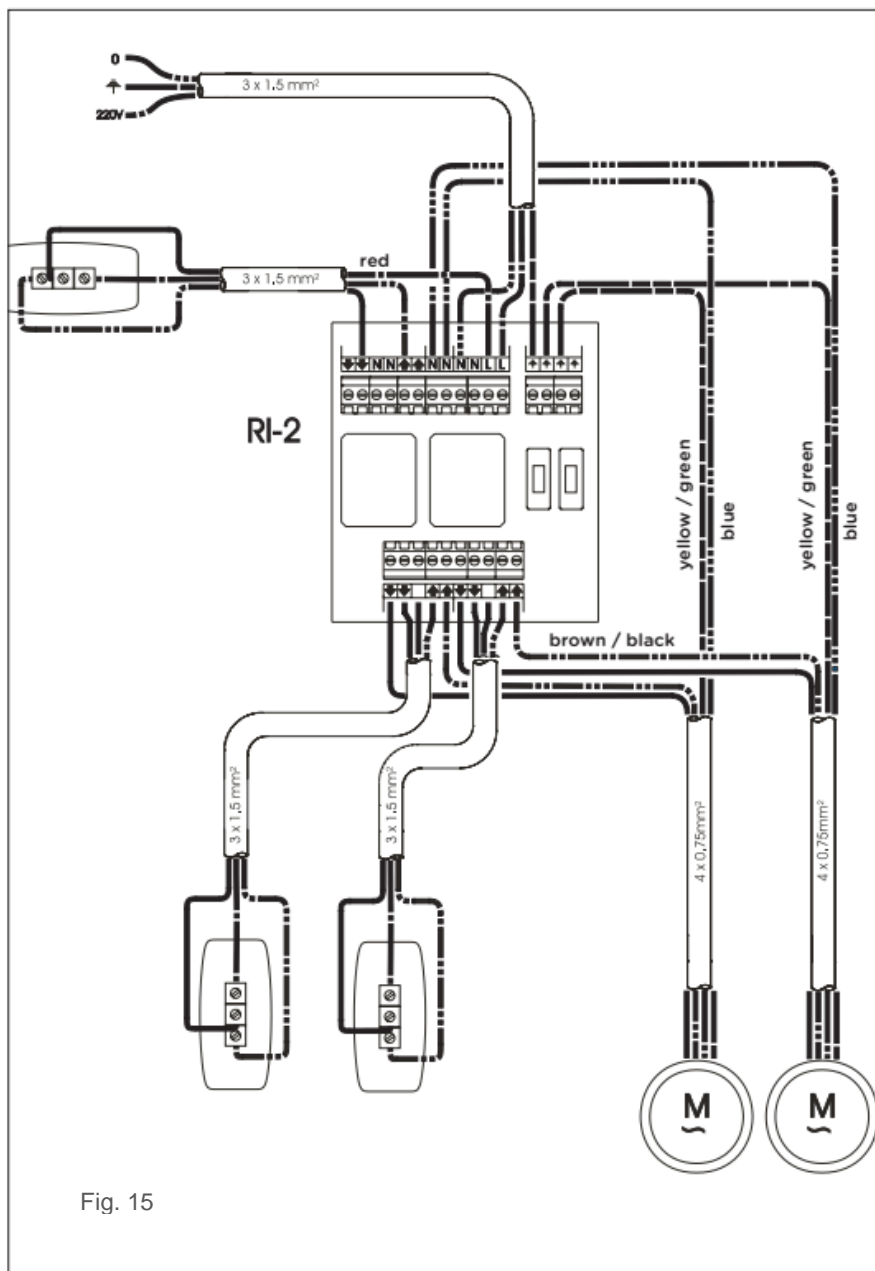 0
220V
3 x 1,5 mm²
red
3 x 1,5 mm²
N N N N N N L L
RI-2
yellow / green
blue
yellow / green
blue
brown / black
3 x 1,5 mm²
3 x 1,5 mm²
4 x 0,75mm²
4 x 0,75mm²
M
~
M
~
Fig. 15